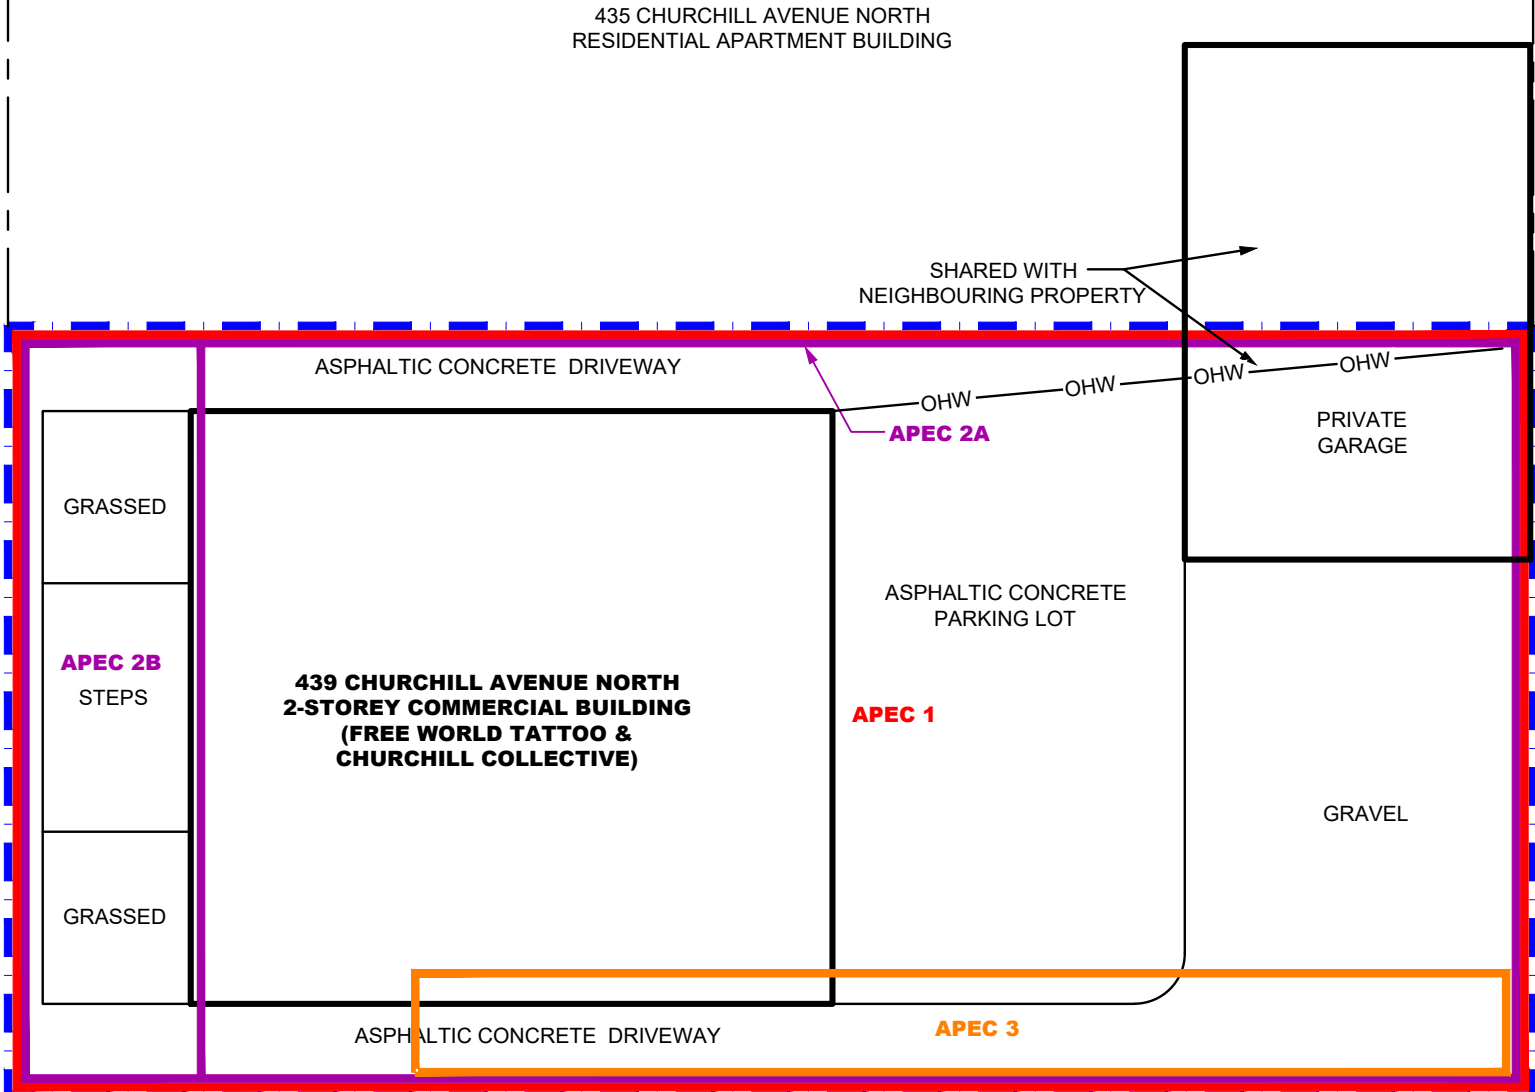 435 CHURCHILL AVENUE NORTH
RESIDENTIAL APARTMENT BUILDING
SHARED WITH
NEIGHBOURING PROPERTY
ASPHALTIC CONCRETE DRIVEWAY
OHW
OHW
OHW
OHW
APEC 2A
PRIVATE
GARAGE
GRASSED
ASPHALTIC CONCRETE
PARKING LOT
APEC 2B
STEPS
439 CHURCHILL AVENUE NORTH
2-STOREY COMMERCIAL BUILDING
(FREE WORLD TATTOO &
CHURCHILL COLLECTIVE)
APEC 1
GRAVEL
GRASSED
ASPHALTIC CONCRETE DRIVEWAY
APEC 3